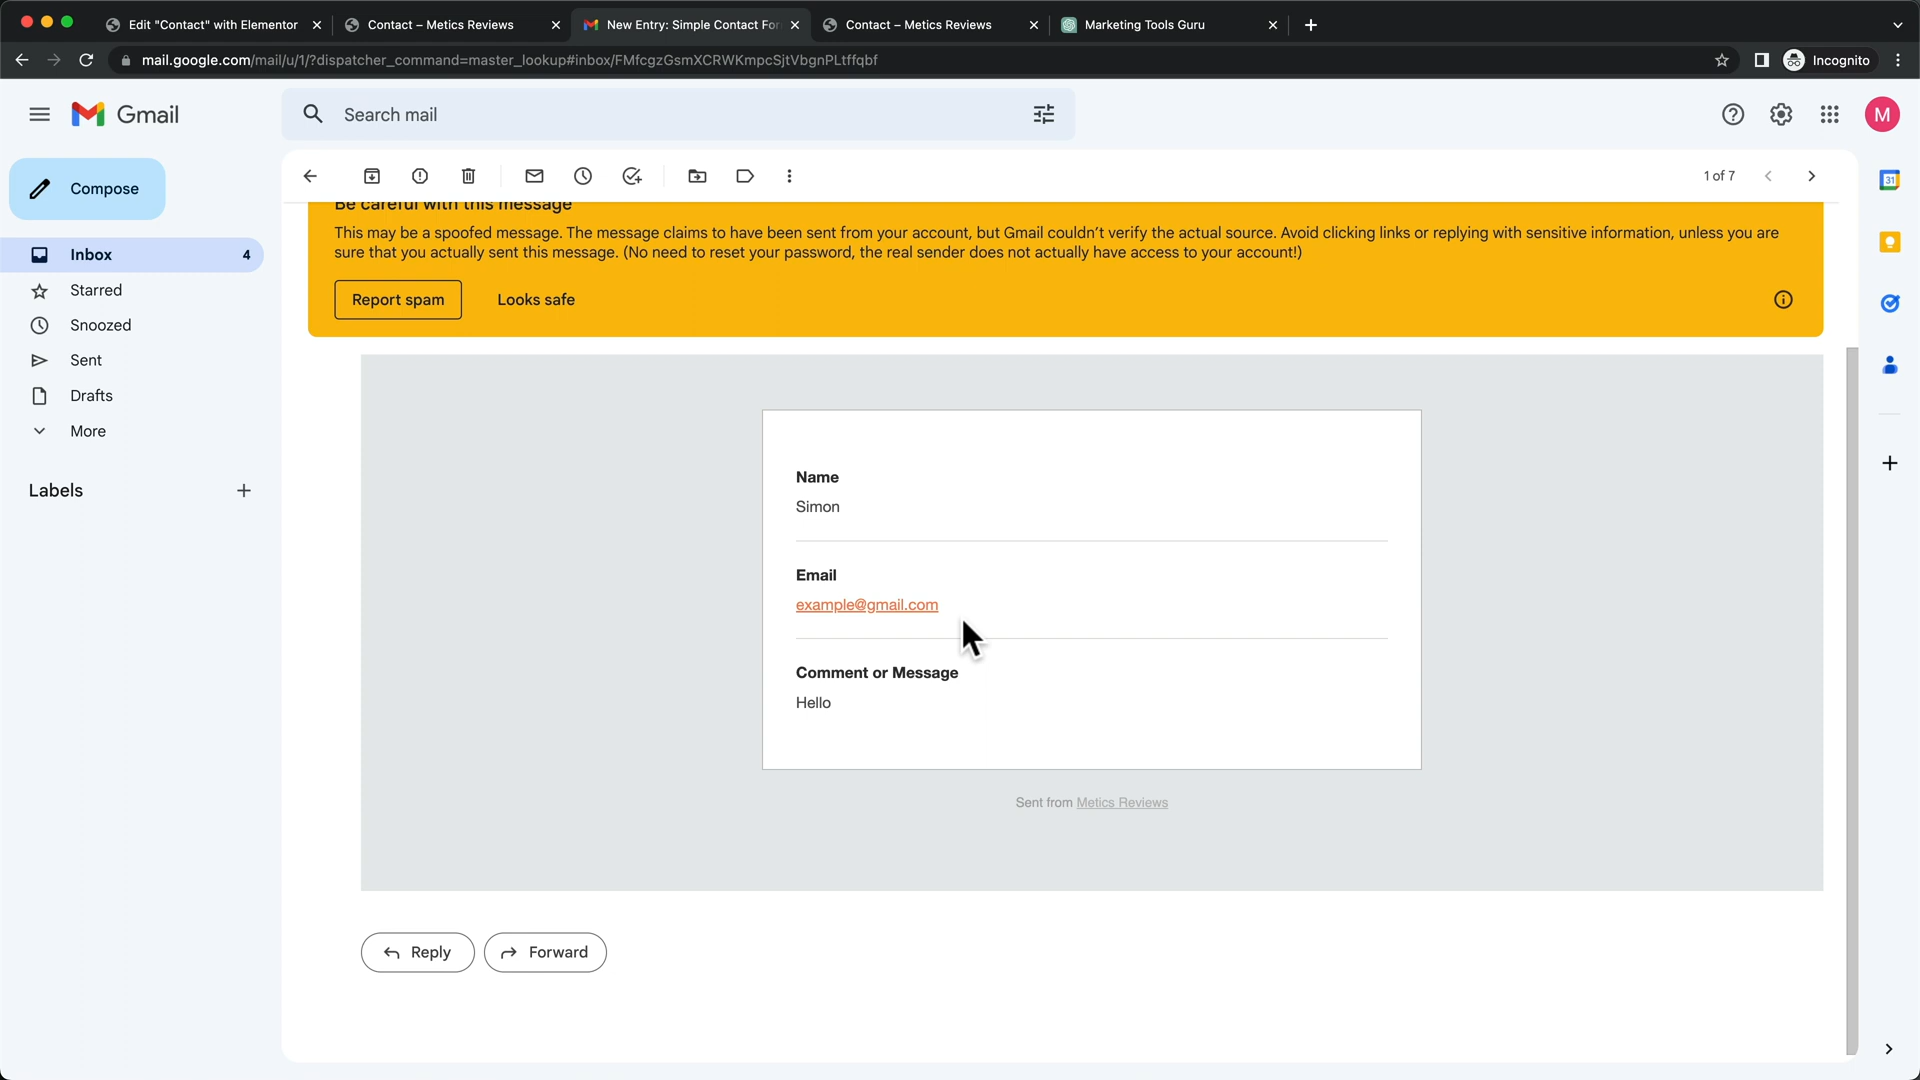 Edit "Contact" with Elementor
Contact – Metics Reviews
New Entry: Simple Contact For
Contact – Metics Reviews
Marketing Tools Guru
mail.google.com/mail/u/1/?dispatcher_command=master_lookup#inbox/FMfcgzGsmXCRWKmpcSjtVbgnPLtffqbf
Incognito
Gmail
Search mail
M
Compose
1 of 7
31
Inbox 4
Starred
Snoozed
Sent
Drafts
More
Labels
Be careful with this message
This may be a spoofed message. The message claims to have been sent from your account, but Gmail couldn't verify the actual source. Avoid clicking links or replying with sensitive information, unless you are
sure that you actually sent this message. (No need to reset your password, the real sender does not actually have access to your account!)
Report spam
Looks safe
Name
Simon
Email
example@gmail.com
Comment or Message
Hello
Sent from Metics Reviews
Reply
Forward